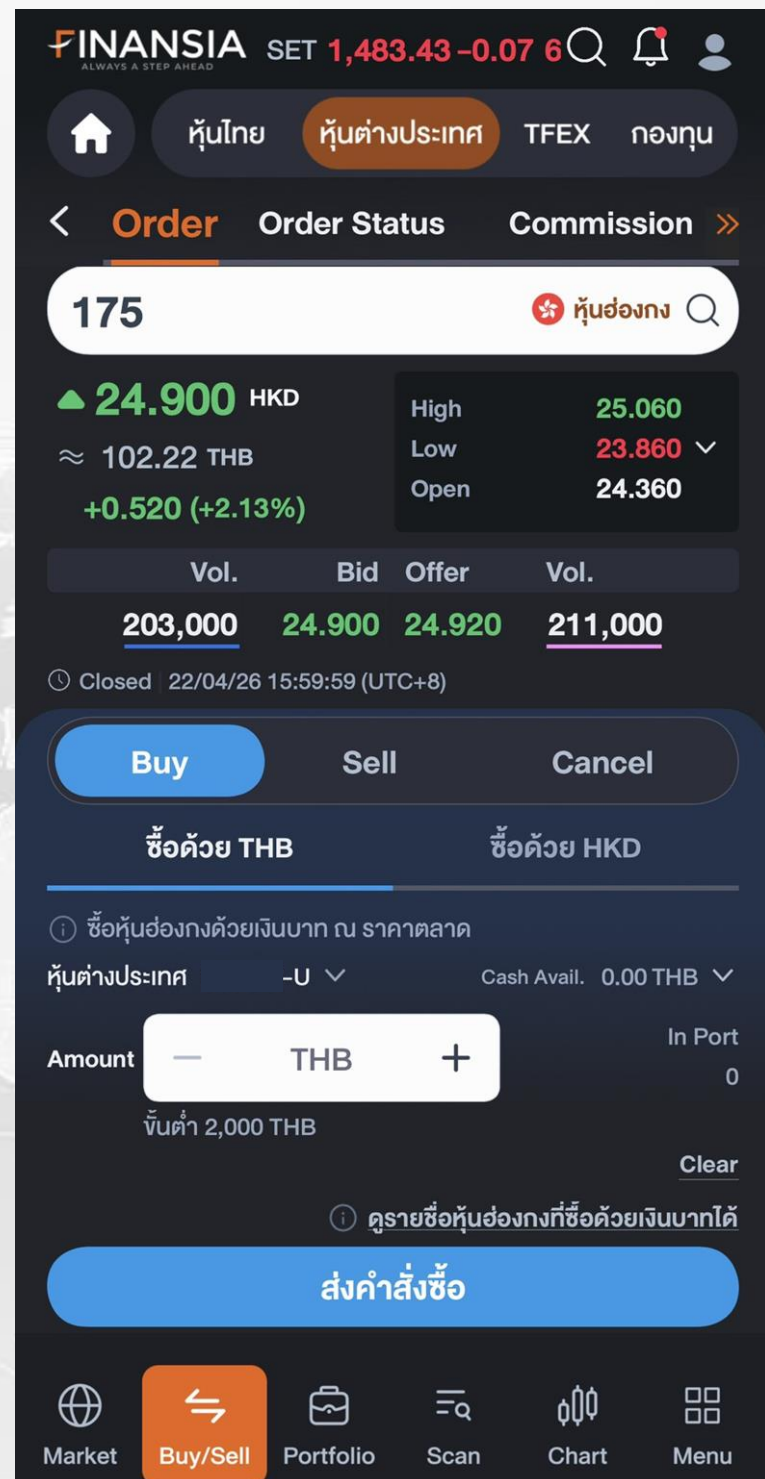 FINANSIA SET 1,483.43 -0.07 6
ALWAYS A STEP AHEAD
หุ้นไทย หุ้นต่างประเทศ TFEX กองทุน
Order Order Status Commission
175 หุ้นฮ่องกง
24.900 HKD
≈ 102.22 THB
+0.520 (+2.13%)
High 25.060
Low 23.860
Open 24.360
Vol. Bid Offer Vol.
203,000 24.900 24.920 211,000
Closed 22/04/26 15:59:59 (UTC+8)
Buy Sell Cancel
ซื้อด้วย THB ซื้อด้วย HKD
ซื้อหุ้นฮ่องกงด้วยเงินบาท ณ ราคาตลาด
หุ้นต่างประเทศ -U Cash Avail. 0.00 THB
Amount − THB + In Port
0
ขั้นต่ำ 2,000 THB
Clear
ดูรายชื่อหุ้นฮ่องกงที่ซื้อด้วยเงินบาทได้
ส่งคำสั่งซื้อ
Market Buy/Sell Portfolio Scan Chart Menu